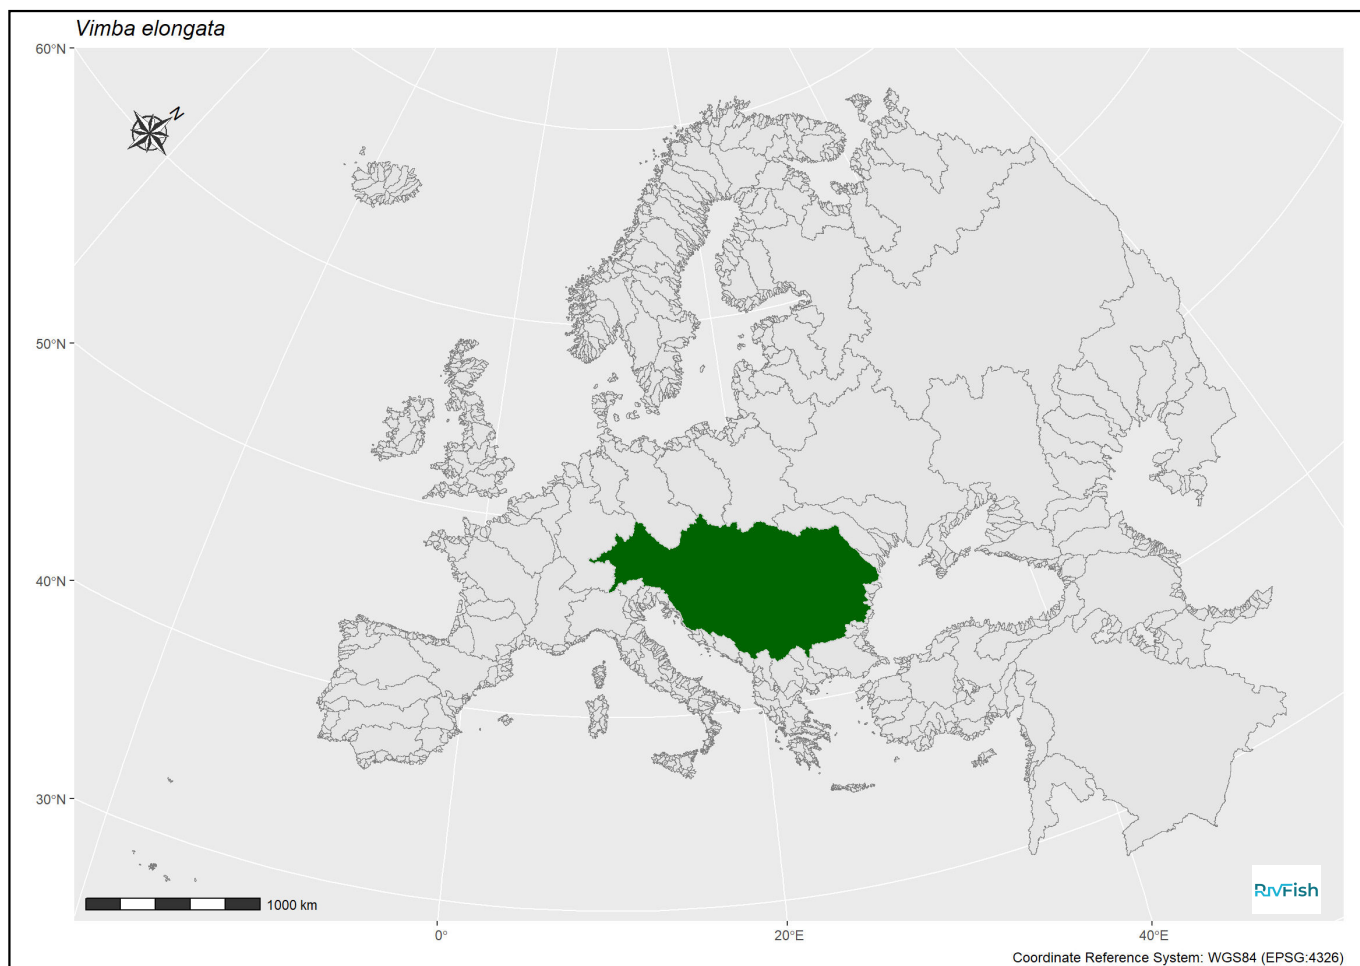 Vimba elongata
60°N
N
50°N
40°N
30°N
1000 km
RIVFish
0°
20°E
40°E
Coordinate Reference System: WGS84 (EPSG:4326)